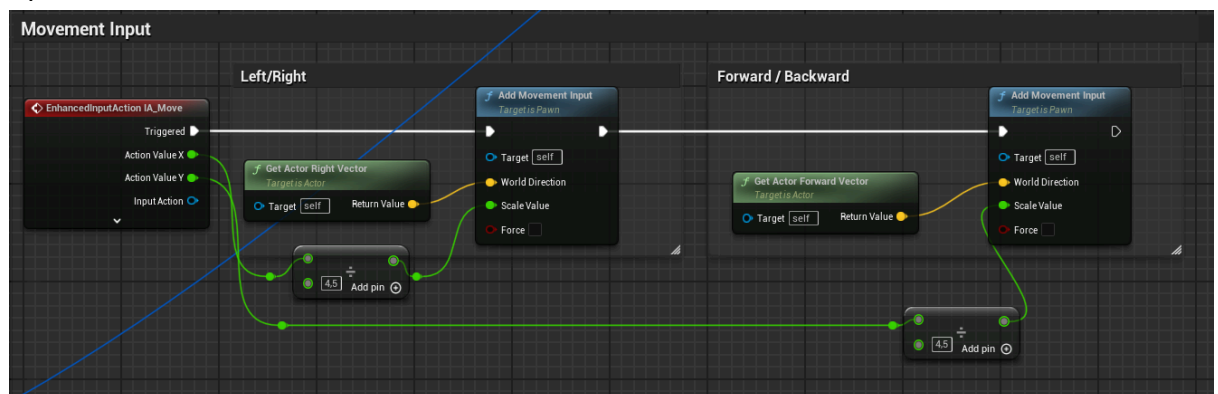 Movement Input
Left/Right
Forward / Backward
EnhancedInputAction IA_Move
Triggered
Action Value X
Action Value Y
Input Action
f Get Actor Right Vector
Target is Actor
Target self
Return Value
÷
4,5
Add pin
f Add Movement Input
Target is Pawn
Target self
World Direction
Scale Value
Force
f Get Actor Forward Vector
Target is Actor
Target self
Return Value
f Add Movement Input
Target is Pawn
Target self
World Direction
Scale Value
Force
÷
4,5
Add pin